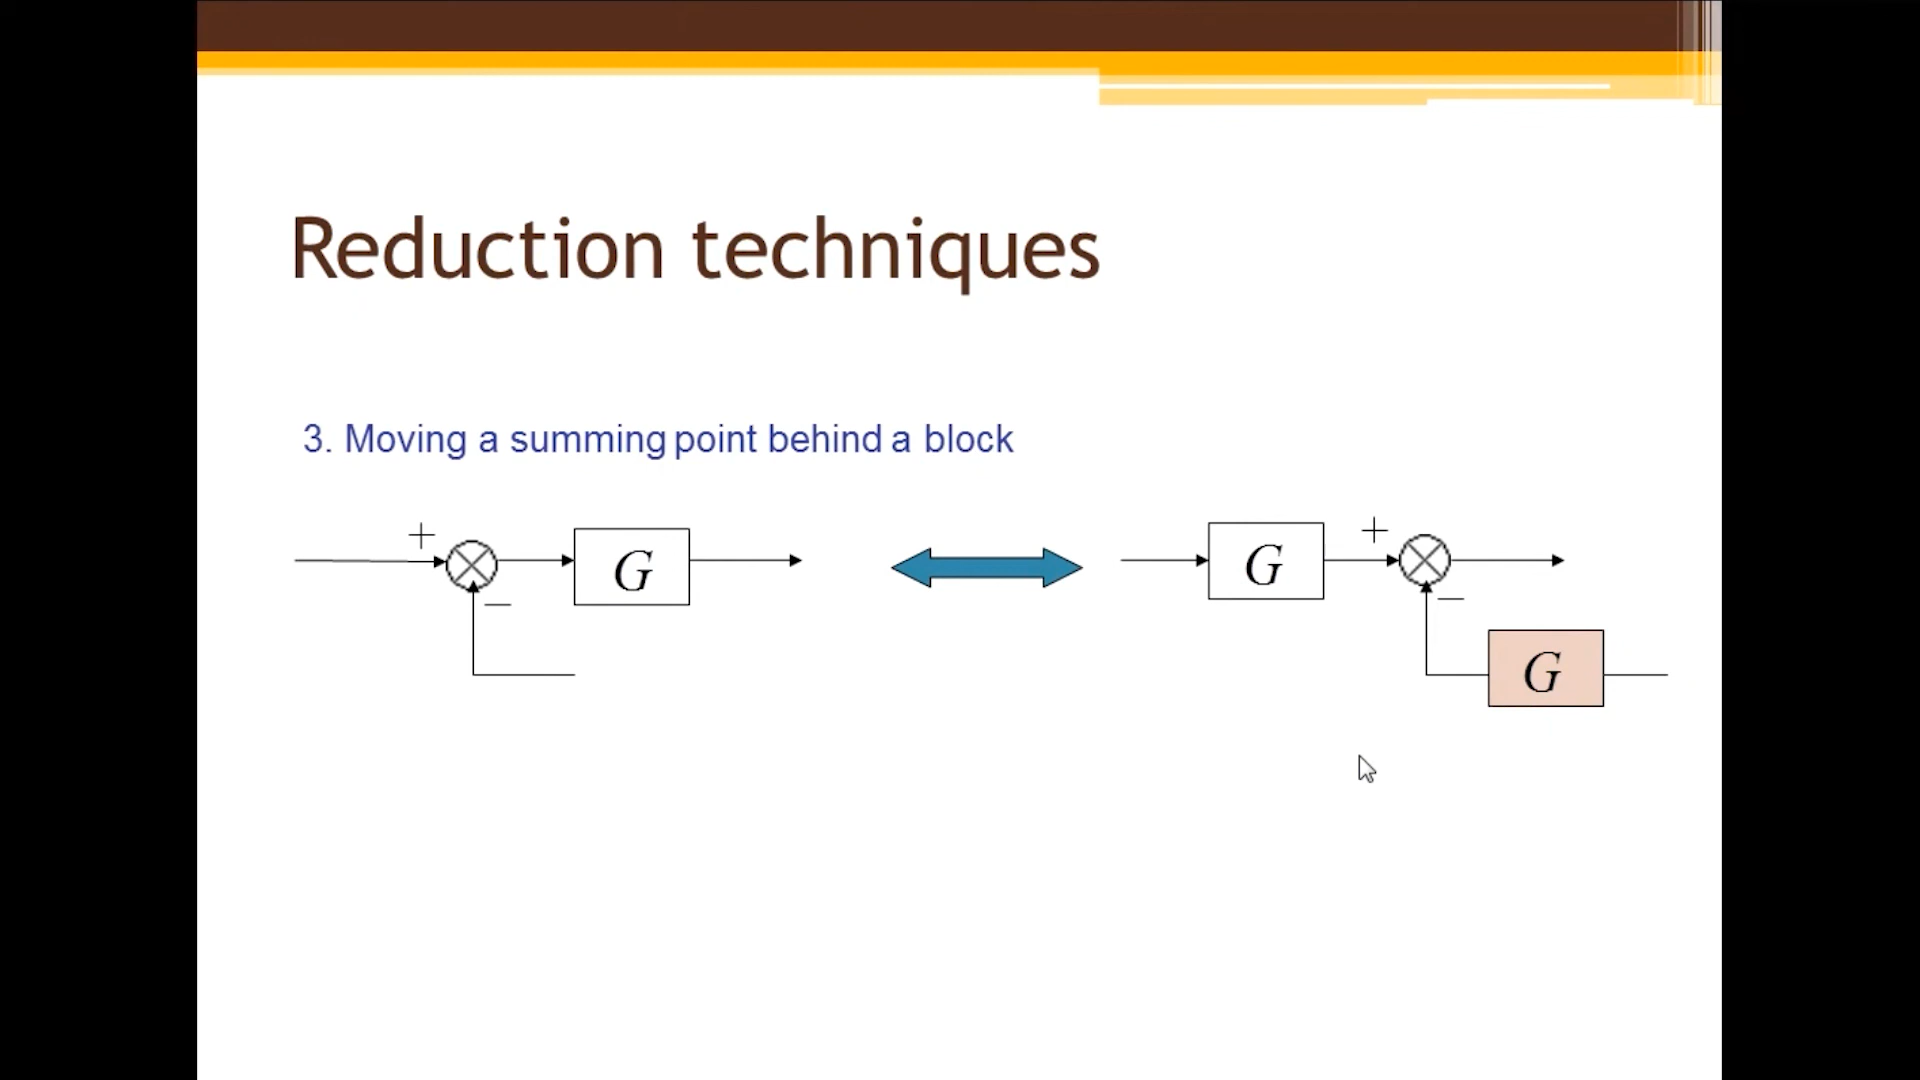 Reduction techniques
3. Moving a summing point behind a block
+ G + G
− −
G